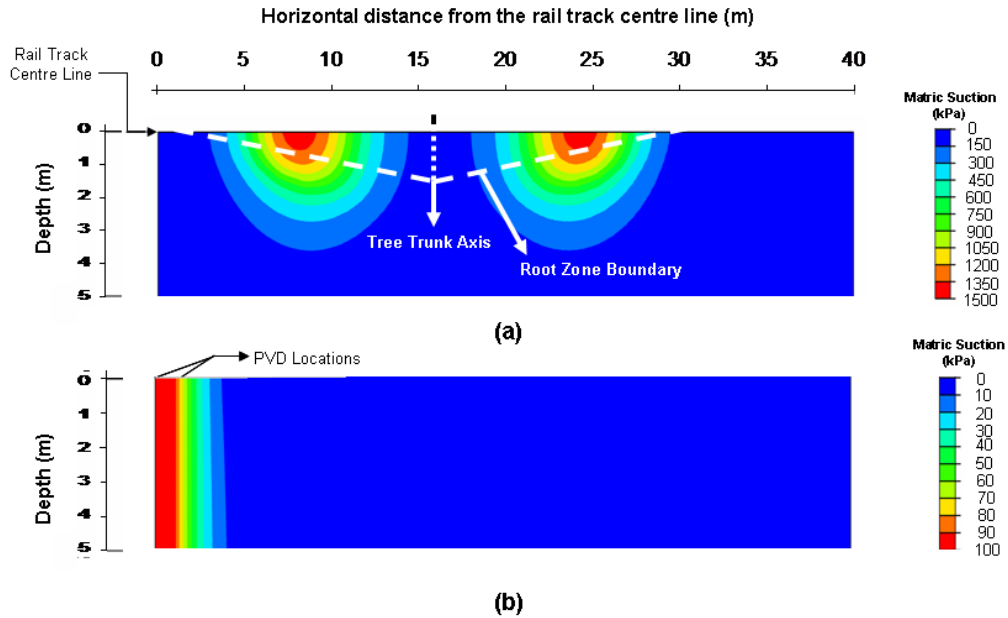 Horizontal distance from the rail track centre line (m)
Rail Track
Centre Line
0 5 10 15 20 25 30 35 40
Depth (m)
0
1
2
3
4
5
Tree Trunk Axis
Root Zone Boundary
Matric Suction
(kPa)
0
150
300
450
600
750
900
1050
1200
1350
1500
(a)
PVD Locations
Depth (m)
0
1
2
3
4
5
Matric Suction
(kPa)
0
10
20
30
40
50
60
70
80
90
100
(b)